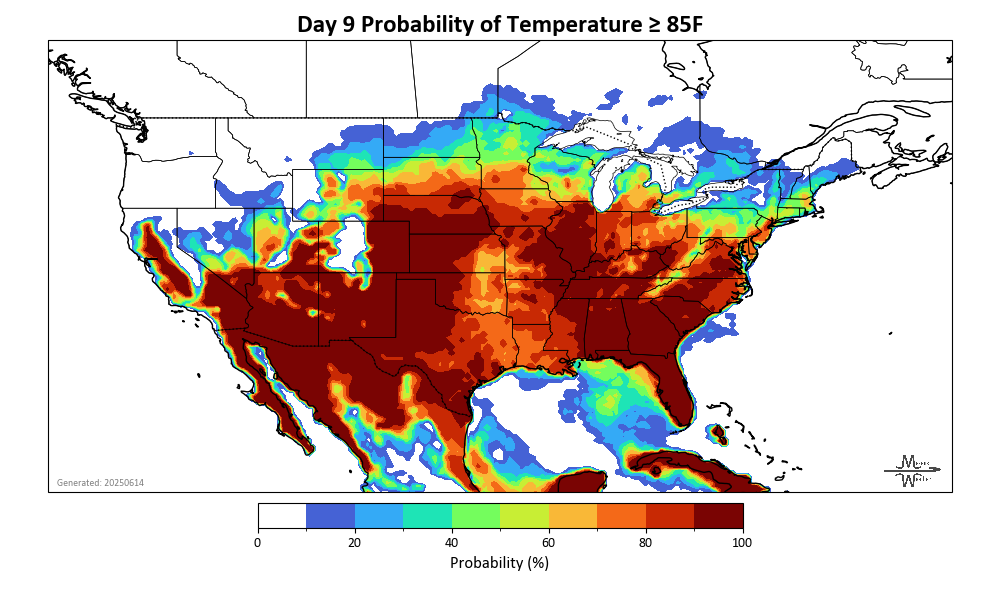 Day 9 Probability of Temperature ≥ 85F
Generated: 20250614
0 20 40 60 80 100
Probability (%)